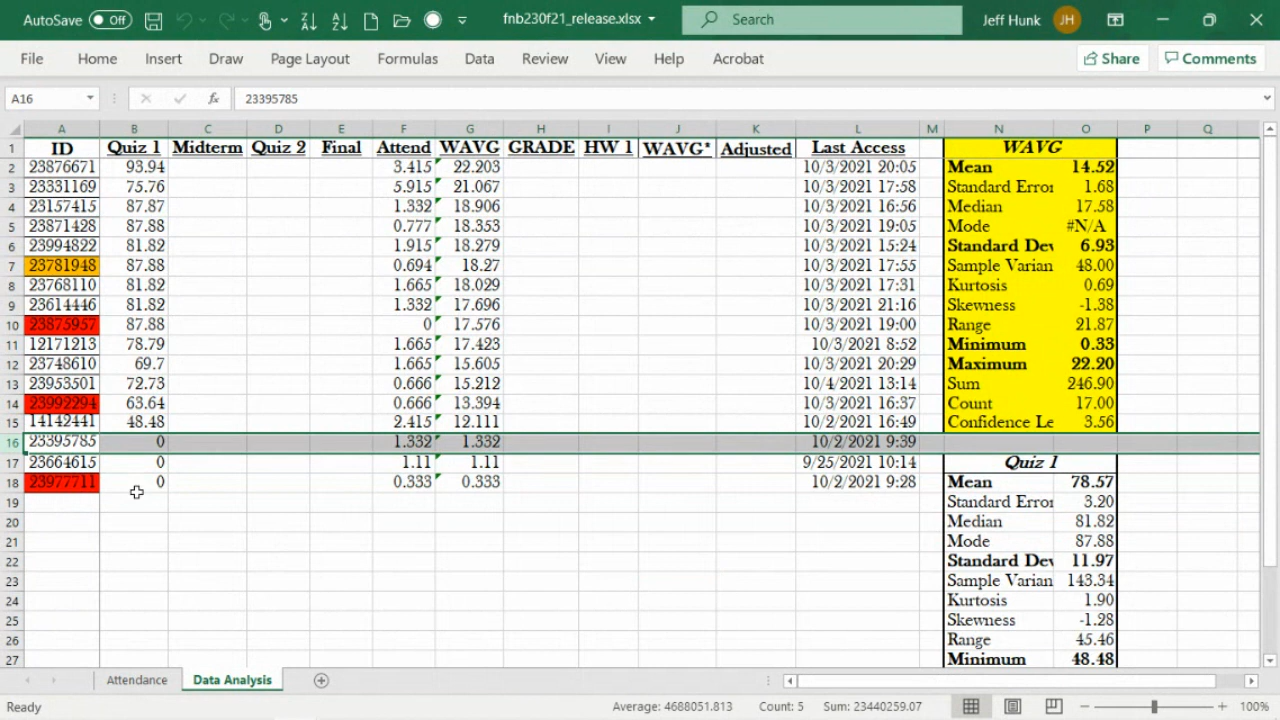 AutoSave Off fnb230f21_release.xlsx Search Jeff Hunk JH
File Home Insert Draw Page Layout Formulas Data Review View Help Acrobat Share Comments
A16 fx 23395785
A B C D E F G H I J K L M N O P Q
1 ID Quiz 1 Midterm Quiz 2 Final Attend WAVG GRADE HW 1 WAVG* Adjusted Last Access WAVG
2 23876671 93.94 3.415 22.203 10/3/2021 20:05 Mean 14.52
3 23331169 75.76 5.915 21.067 10/3/2021 17:58 Standard Error 1.68
4 23157415 87.87 1.332 18.906 10/3/2021 16:56 Median 17.58
5 23871428 87.88 0.777 18.353 10/3/2021 19:05 Mode #N/A
6 23994822 81.82 1.915 18.279 10/3/2021 15:24 Standard Dev 6.93
7 23781948 87.88 0.694 18.27 10/3/2021 17:55 Sample Varian 48.00
8 23768110 81.82 1.665 18.029 10/3/2021 17:31 Kurtosis 0.69
9 23614446 81.82 1.332 17.696 10/3/2021 21:16 Skewness -1.38
10 23875957 87.88 0 17.576 10/3/2021 19:00 Range 21.87
11 12171213 78.79 1.665 17.423 10/3/2021 8:52 Minimum 0.33
12 23748610 69.7 1.665 15.605 10/3/2021 20:29 Maximum 22.20
13 23953501 72.73 0.666 15.212 10/4/2021 13:14 Sum 246.90
14 23992294 63.64 0.666 13.394 10/3/2021 16:37 Count 17.00
15 14142441 48.48 2.415 12.111 10/2/2021 16:49 Confidence Le 3.56
16 23395785 0 1.332 1.332 10/2/2021 9:39
17 23664615 0 1.11 1.11 9/25/2021 10:14 Quiz 1
18 23977711 0 0.333 0.333 10/2/2021 9:28 Mean 78.57
19 Standard Error 3.20
20 Median 81.82
21 Mode 87.88
22 Standard Dev 11.97
23 Sample Varian 143.34
24 Kurtosis 1.90
25 Skewness -1.28
26 Range 45.46
27 Minimum 48.48
Attendance Data Analysis
Ready Average: 4688051.813 Count: 5 Sum: 23440259.07 100%